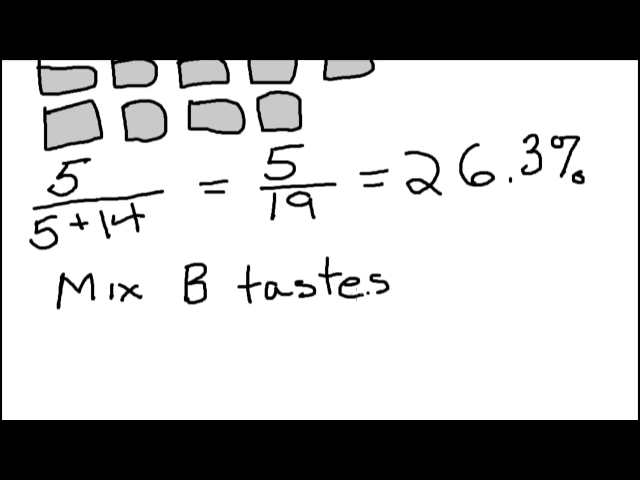 5/(5+14) = 5/19 = 26.3%
Mix B tastes